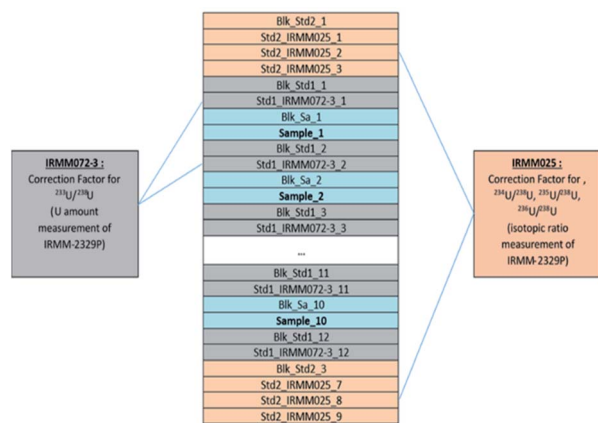 Blk_Std2_1
Std2_IRMM025_1
Std2_IRMM025_2
Std2_IRMM025_3
Blk_Std1_1
Std1_IRMM072-3_1
Blk_Sa_1
Sample_1
Blk_Std1_2
Std1_IRMM072-3_2
Blk_Sa_2
Sample_2
Blk_Std1_3
Std1_IRMM072-3_3
...
Blk_Std1_11
Std1_IRMM072-3_11
Blk_Sa_10
Sample_10
Blk_Std1_12
Std1_IRMM072-3_12
Blk_Std2_3
Std2_IRMM025_7
Std2_IRMM025_8
Std2_IRMM025_9
IRMM072-3 :
Correction Factor for
²³³U/²³⁸U
(U amount
measurement of
IRMM-2329P)
IRMM025 :
Correction Factor for ,
²³⁴U/²³⁸U, ²³⁵U/²³⁸U,
²³⁶U/²³⁸U
(isotopic ratio
measurement of
IRMM-2329P)